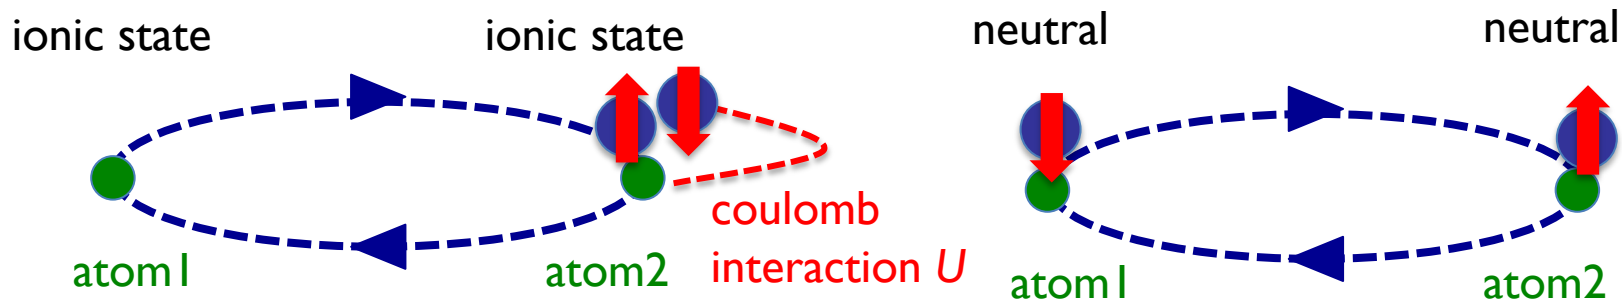 ionic state
ionic state
neutral
neutral
coulomb
interaction U
atom1
atom2
atom1
atom2